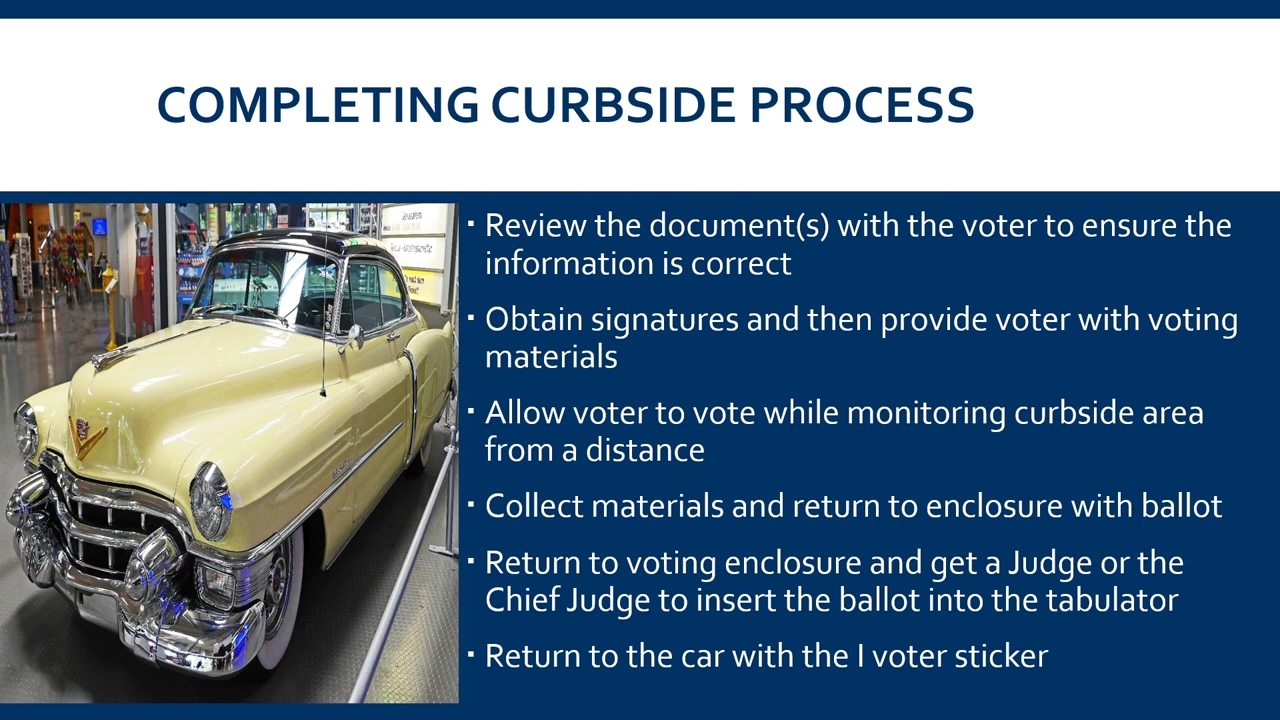 COMPLETING CURBSIDE PROCESS
▪ Review the document(s) with the voter to ensure the
information is correct
▪ Obtain signatures and then provide voter with voting
materials
▪ Allow voter to vote while monitoring curbside area
from a distance
▪ Collect materials and return to enclosure with ballot
▪ Return to voting enclosure and get a Judge or the
Chief Judge to insert the ballot into the tabulator
▪ Return to the car with the I voter sticker